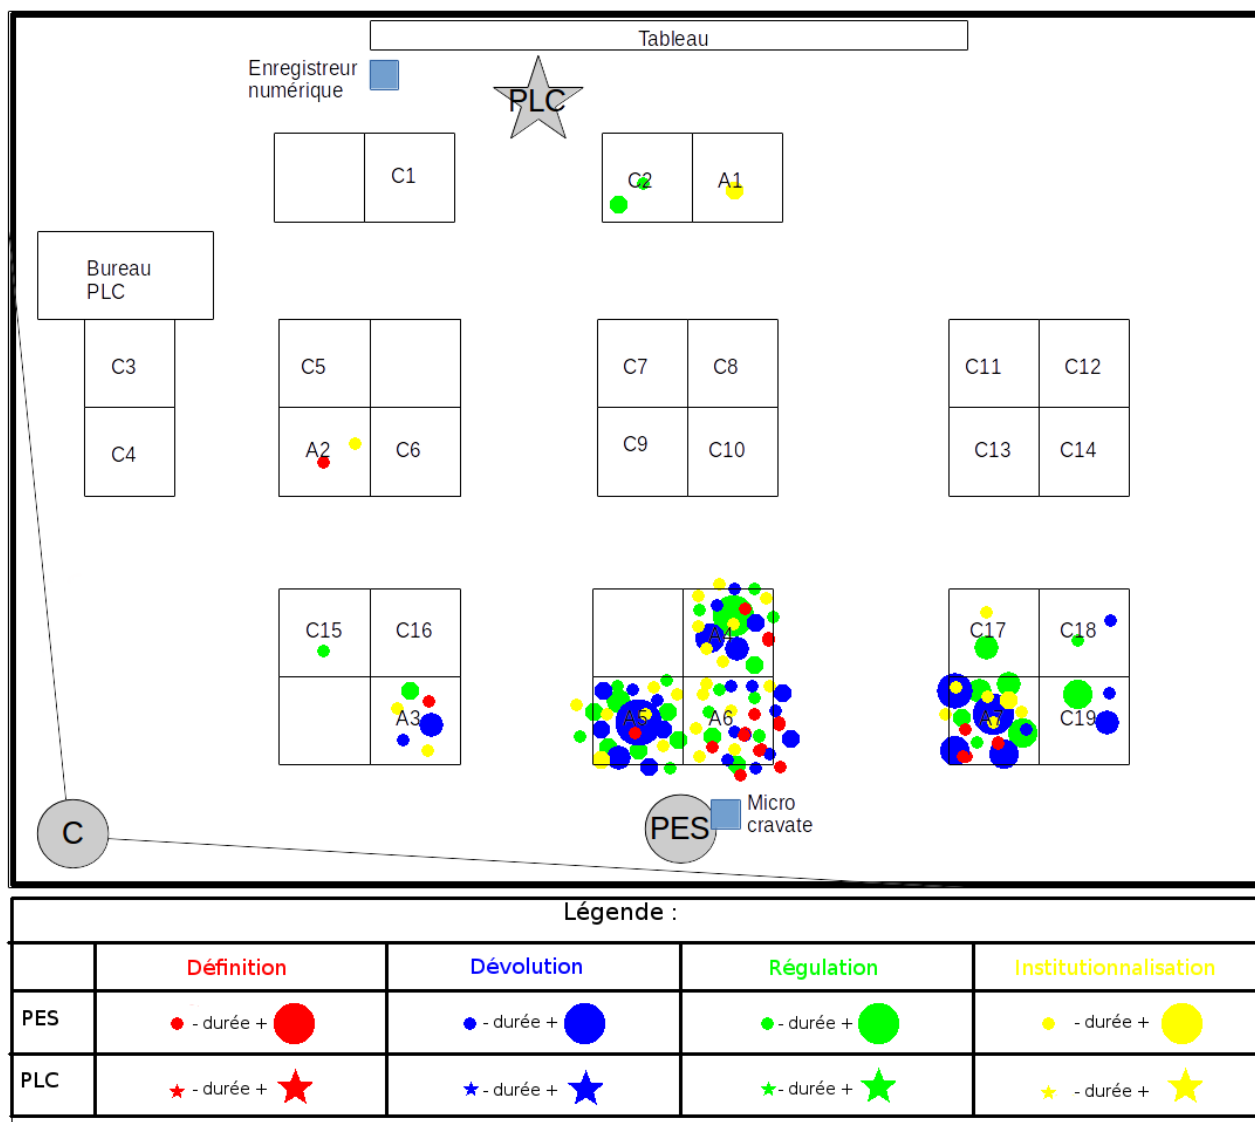 Tableau
Enregistreur
numérique
PLC
C1
C2
A1
Bureau
PLC
C3
C5
C7
C8
C11
C12
C4
A2
C6
C9
C10
C13
C14
C15
C16
A4
C17
C18
A3
A5
A6
A7
C19
C
PES
Micro
cravate
Légende :
Définition
Dévolution
Régulation
Institutionnalisation
PES
- durée +
- durée +
- durée +
- durée +
PLC
- durée +
- durée +
- durée +
- durée +